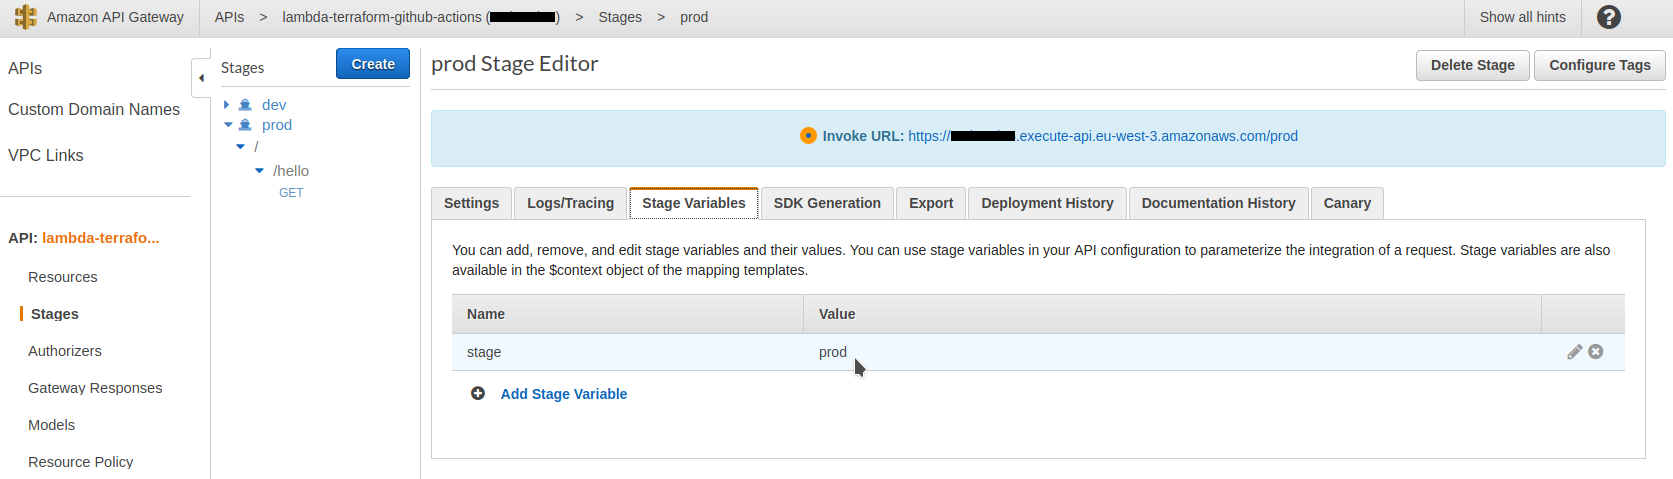 Amazon API Gateway APIs > lambda-terraform-github-actions ( ) > Stages > prod Show all hints ?
APIs
Custom Domain Names
VPC Links
API: lambda-terrafo...
Resources
Stages
Authorizers
Gateway Responses
Models
Resource Policy
Stages Create
dev
prod
/
/hello
GET
prod Stage Editor Delete Stage Configure Tags
Invoke URL: https:// .execute-api.eu-west-3.amazonaws.com/prod
Settings Logs/Tracing Stage Variables SDK Generation Export Deployment History Documentation History Canary
You can add, remove, and edit stage variables and their values. You can use stage variables in your API configuration to parameterize the integration of a request. Stage variables are also
available in the $context object of the mapping templates.
Name Value
stage prod
Add Stage Variable